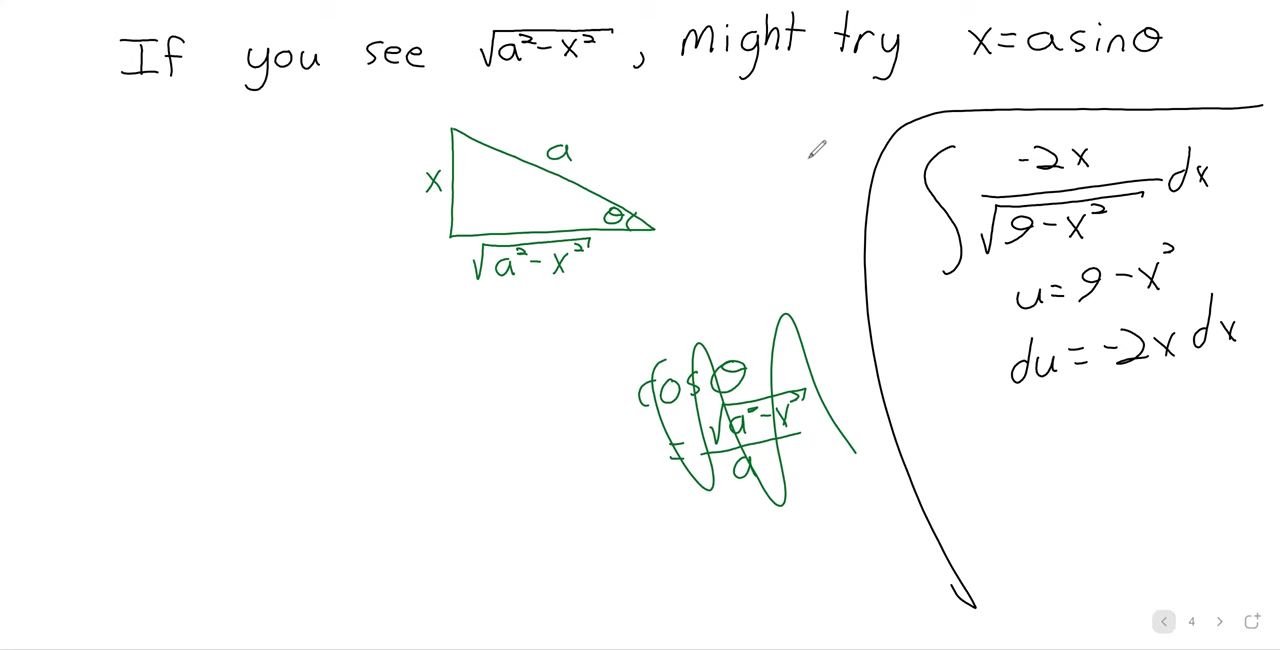 If you see √(a²-x²), might try x=asinθ
a
x
θ
√(a²-x²)
∫ -2x/√(9-x²) dx
u=9-x²
du=-2x dx
cosθ
= √(a²-x²)/a
4